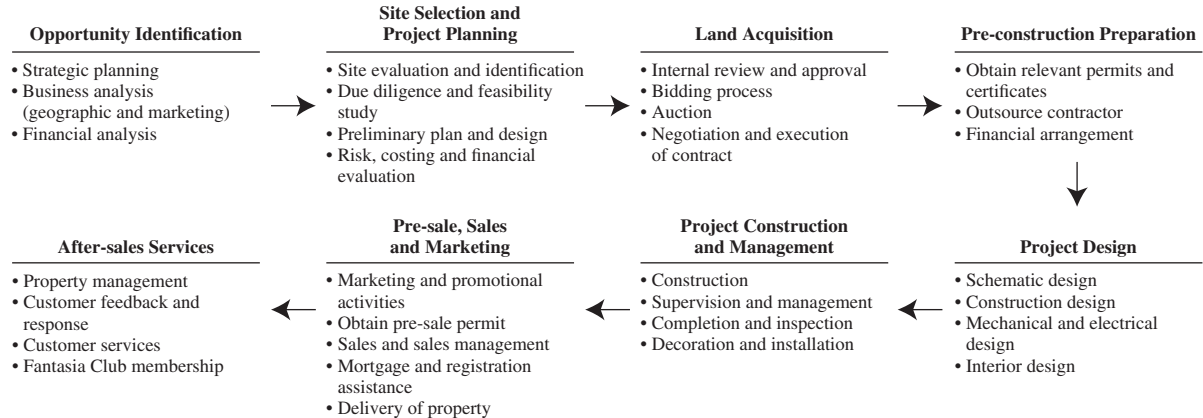 Opportunity Identification
• Strategic planning
• Business analysis
(geographic and marketing)
• Financial analysis
Site Selection and
Project Planning
• Site evaluation and identification
• Due diligence and feasibility
study
• Preliminary plan and design
• Risk, costing and financial
evaluation
Land Acquisition
• Internal review and approval
• Bidding process
• Auction
• Negotiation and execution
of contract
Pre-construction Preparation
• Obtain relevant permits and
certificates
• Outsource contractor
• Financial arrangement
Project Design
• Schematic design
• Construction design
• Mechanical and electrical
design
• Interior design
Project Construction
and Management
• Construction
• Supervision and management
• Completion and inspection
• Decoration and installation
Pre-sale, Sales
and Marketing
• Marketing and promotional
activities
• Obtain pre-sale permit
• Sales and sales management
• Mortgage and registration
assistance
• Delivery of property
After-sales Services
• Property management
• Customer feedback and
response
• Customer services
• Fantasia Club membership